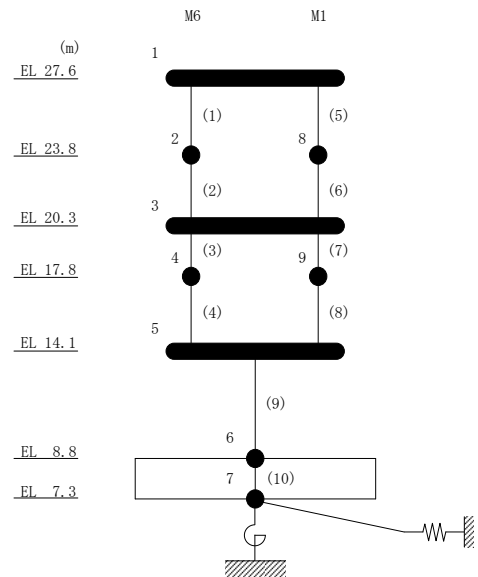 M6 M1
(m)
1
EL 27.6
(1) (5)
2 8
EL 23.8
(2) (6)
3
EL 20.3
(3) (7)
4 9
EL 17.8
(4) (8)
5
EL 14.1
(9)
6
EL 8.8
7 (10)
EL 7.3